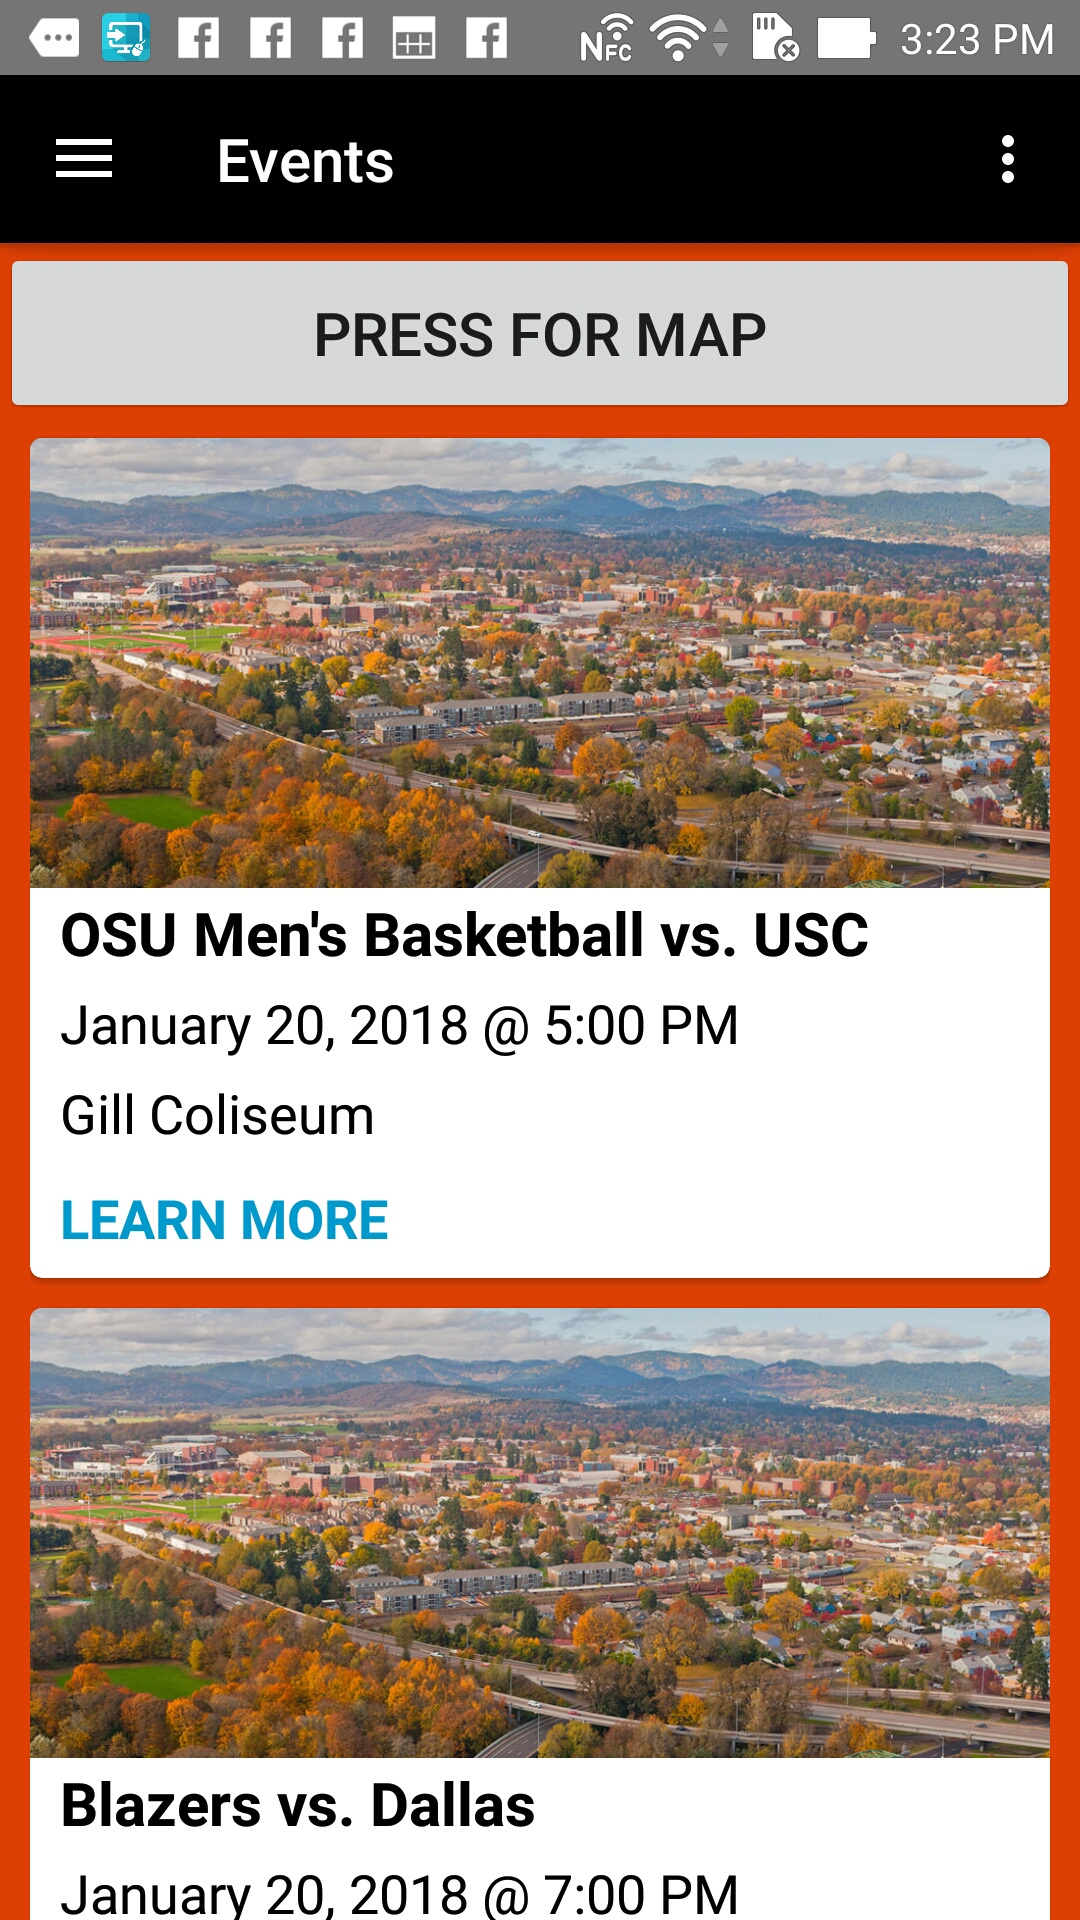 NFC 3:23 PM
Events
PRESS FOR MAP
OSU Men's Basketball vs. USC
January 20, 2018 @ 5:00 PM
Gill Coliseum
LEARN MORE
Blazers vs. Dallas
January 20, 2018 @ 7:00 PM